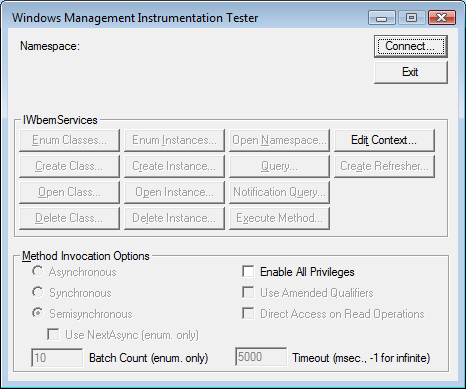 Windows Management Instrumentation Tester
Namespace:
Connect...
Exit
IWbemServices
Enum Classes... Enum Instances... Open Namespace... Edit Context...
Create Class... Create Instance... Query... Create Refresher...
Open Class... Open Instance... Notification Query...
Delete Class... Delete Instance... Execute Method...
Method Invocation Options
Asynchronous Enable All Privileges
Synchronous Use Amended Qualifiers
Semisynchronous Direct Access on Read Operations
Use NextAsync (enum. only)
10 Batch Count (enum. only) 5000 Timeout (msec., -1 for infinite)